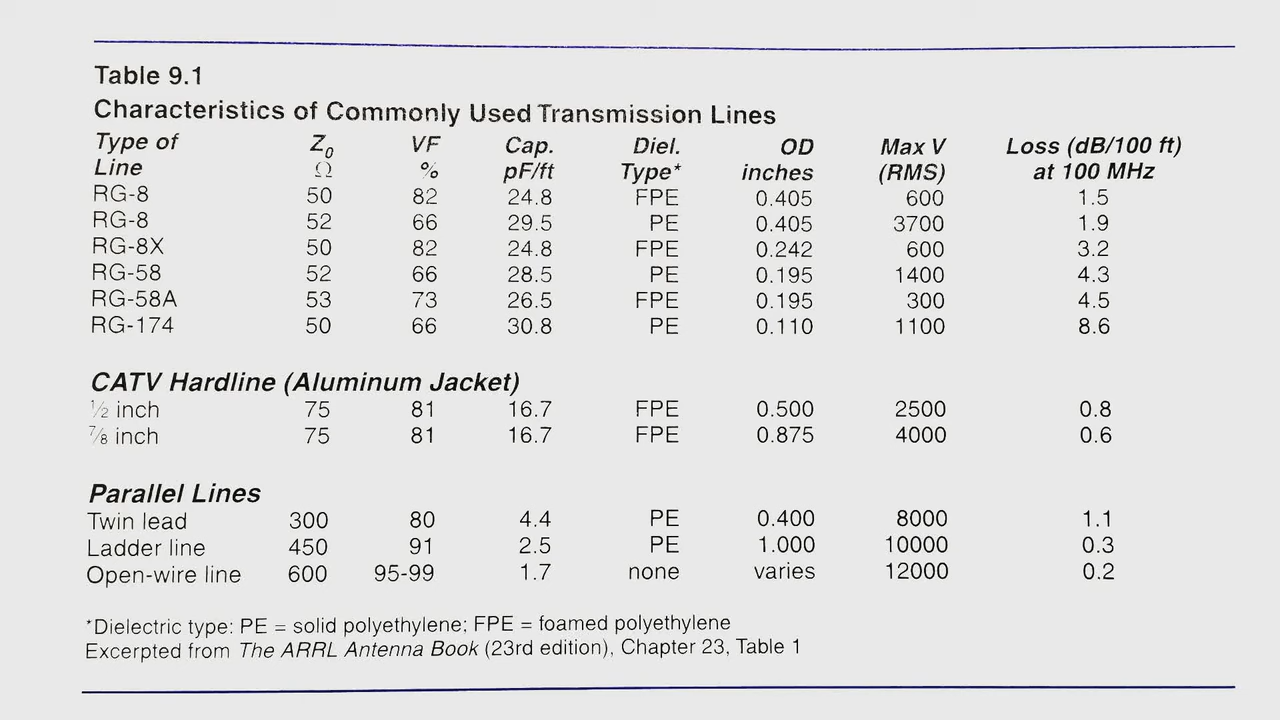 Table 9.1
Characteristics of Commonly Used Transmission Lines
Type of Z0 VF Cap. Diel. OD Max V Loss (dB/100 ft)
Line Ω % pF/ft Type* inches (RMS) at 100 MHz
RG-8 50 82 24.8 FPE 0.405 600 1.5
RG-8 52 66 29.5 PE 0.405 3700 1.9
RG-8X 50 82 24.8 FPE 0.242 600 3.2
RG-58 52 66 28.5 PE 0.195 1400 4.3
RG-58A 53 73 26.5 FPE 0.195 300 4.5
RG-174 50 66 30.8 PE 0.110 1100 8.6
CATV Hardline (Aluminum Jacket)
½ inch 75 81 16.7 FPE 0.500 2500 0.8
⅞ inch 75 81 16.7 FPE 0.875 4000 0.6
Parallel Lines
Twin lead 300 80 4.4 PE 0.400 8000 1.1
Ladder line 450 91 2.5 PE 1.000 10000 0.3
Open-wire line 600 95-99 1.7 none varies 12000 0.2
*Dielectric type: PE = solid polyethylene; FPE = foamed polyethylene
Excerpted from The ARRL Antenna Book (23rd edition), Chapter 23, Table 1